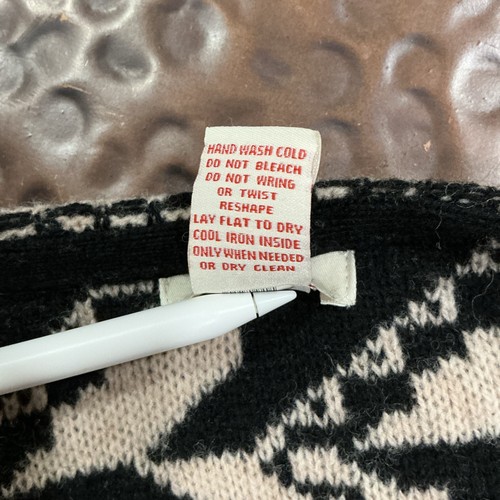 HAND WASH COLD
DO NOT BLEACH
DO NOT WRING
OR TWIST
RESHAPE
LAY FLAT TO DRY
COOL IRON INSIDE
ONLY WHEN NEEDED
OR DRY CLEAN